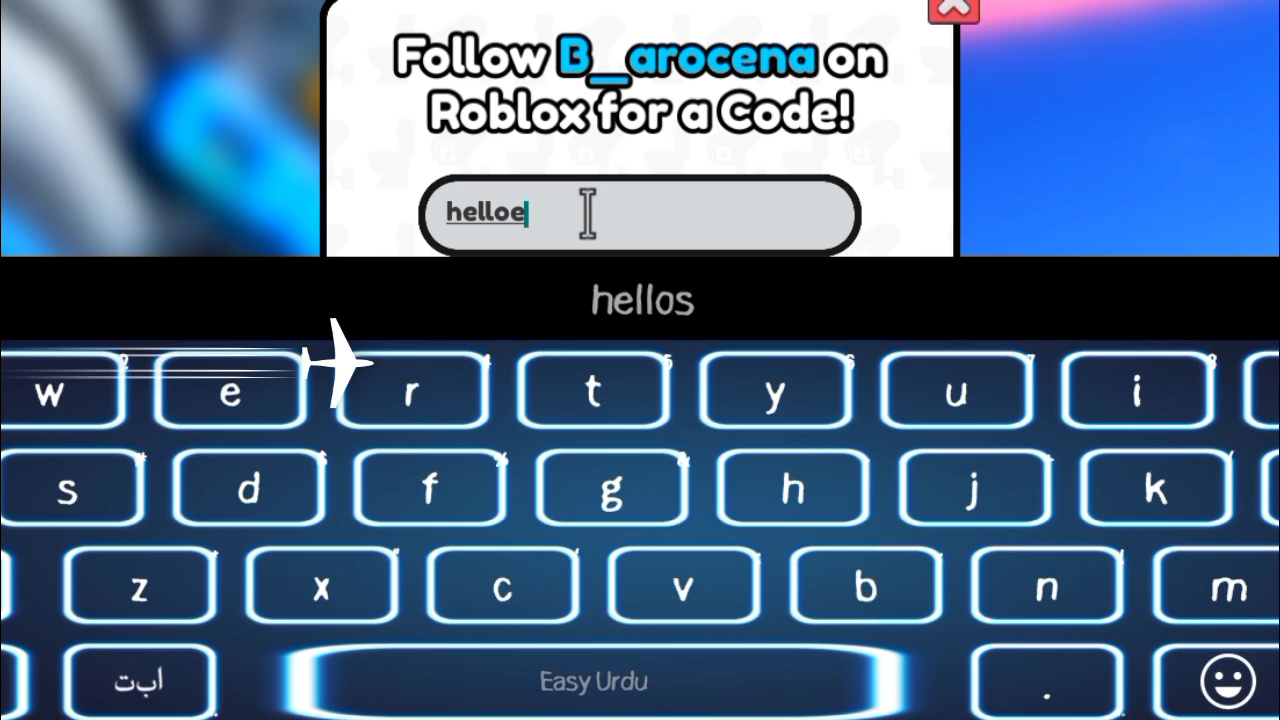 Follow B_arocena on
Roblox for a Code!
helloe
hellos
w e r t y u i
s d f g h j k
z x c v b n m
ابت Easy Urdu .